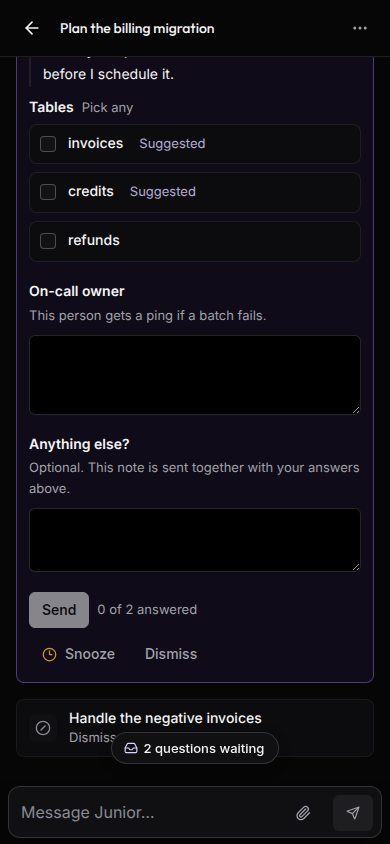 Plan the billing migration
before I schedule it.
Tables Pick any
invoices Suggested
credits Suggested
refunds
On-call owner
This person gets a ping if a batch fails.
Anything else?
Optional. This note is sent together with your answers
above.
Send 0 of 2 answered
Snooze Dismiss
Handle the negative invoices
2 questions waiting
Message Junior...